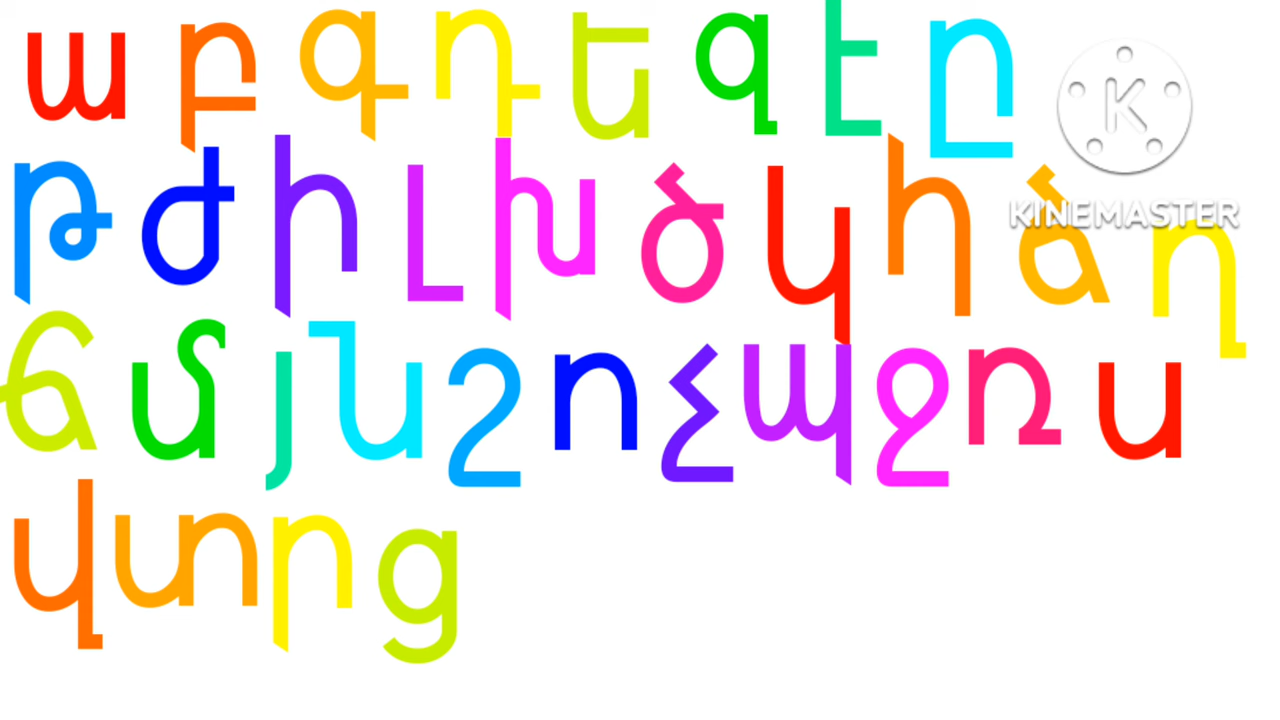 ա բ գ դ ե զ է ը
թ ժ ի լ խ ծ կ հ ձ ղ
ճ մ յ ն շ ո չ պ ջ ռ ս
վ տ ր ց
KINEMASTER